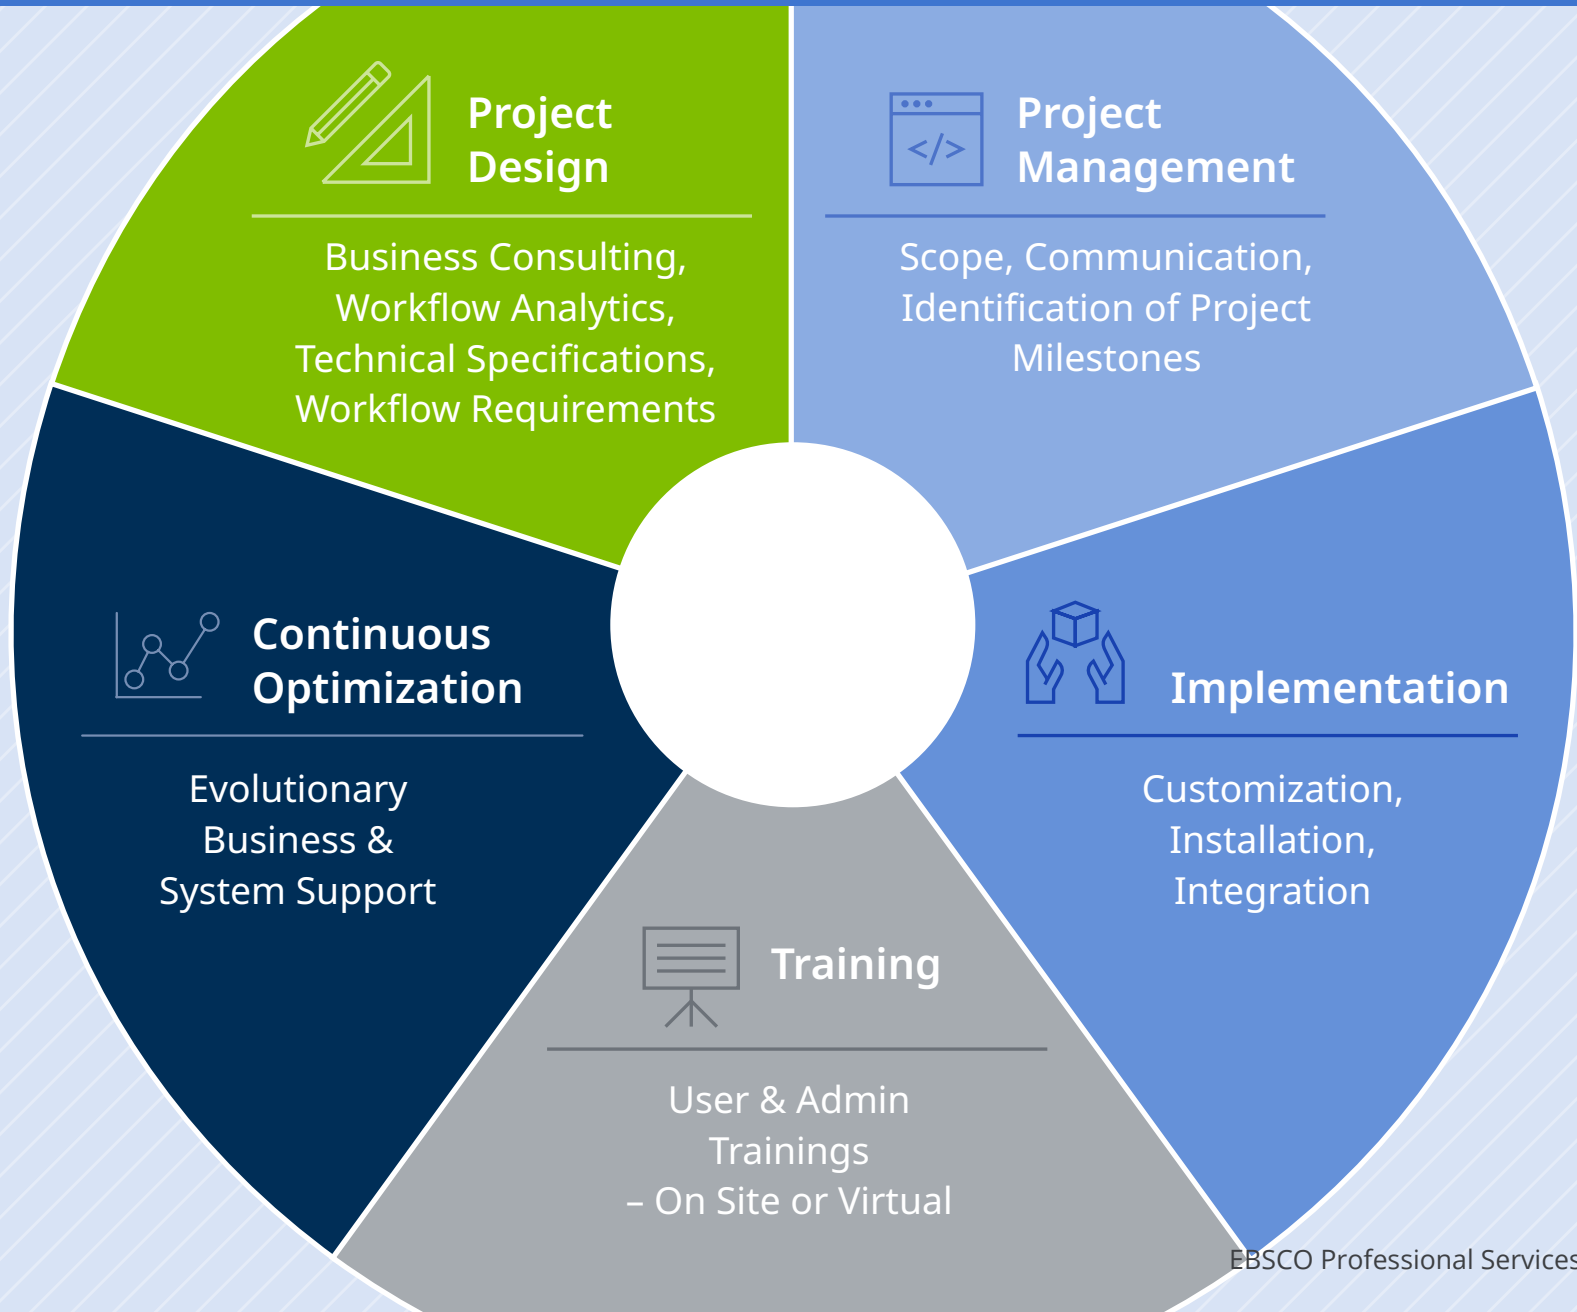 Project
Design
Business Consulting,
Workflow Analytics,
Technical Specifications,
Workflow Requirements
Project
Management
</>
Scope, Communication,
Identification of Project
Milestones
Continuous
Optimization
Evolutionary
Business &
System Support
Implementation
Customization,
Installation,
Integration
Training
User & Admin
Trainings
– On Site or Virtual
EBSCO Professional Services